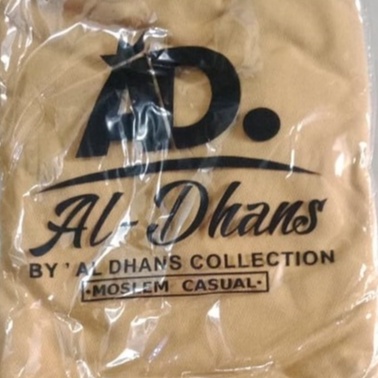 AD.
Al-Dhans
BY 'AL DHANS COLLECTION
•MOSLEM CASUAL•